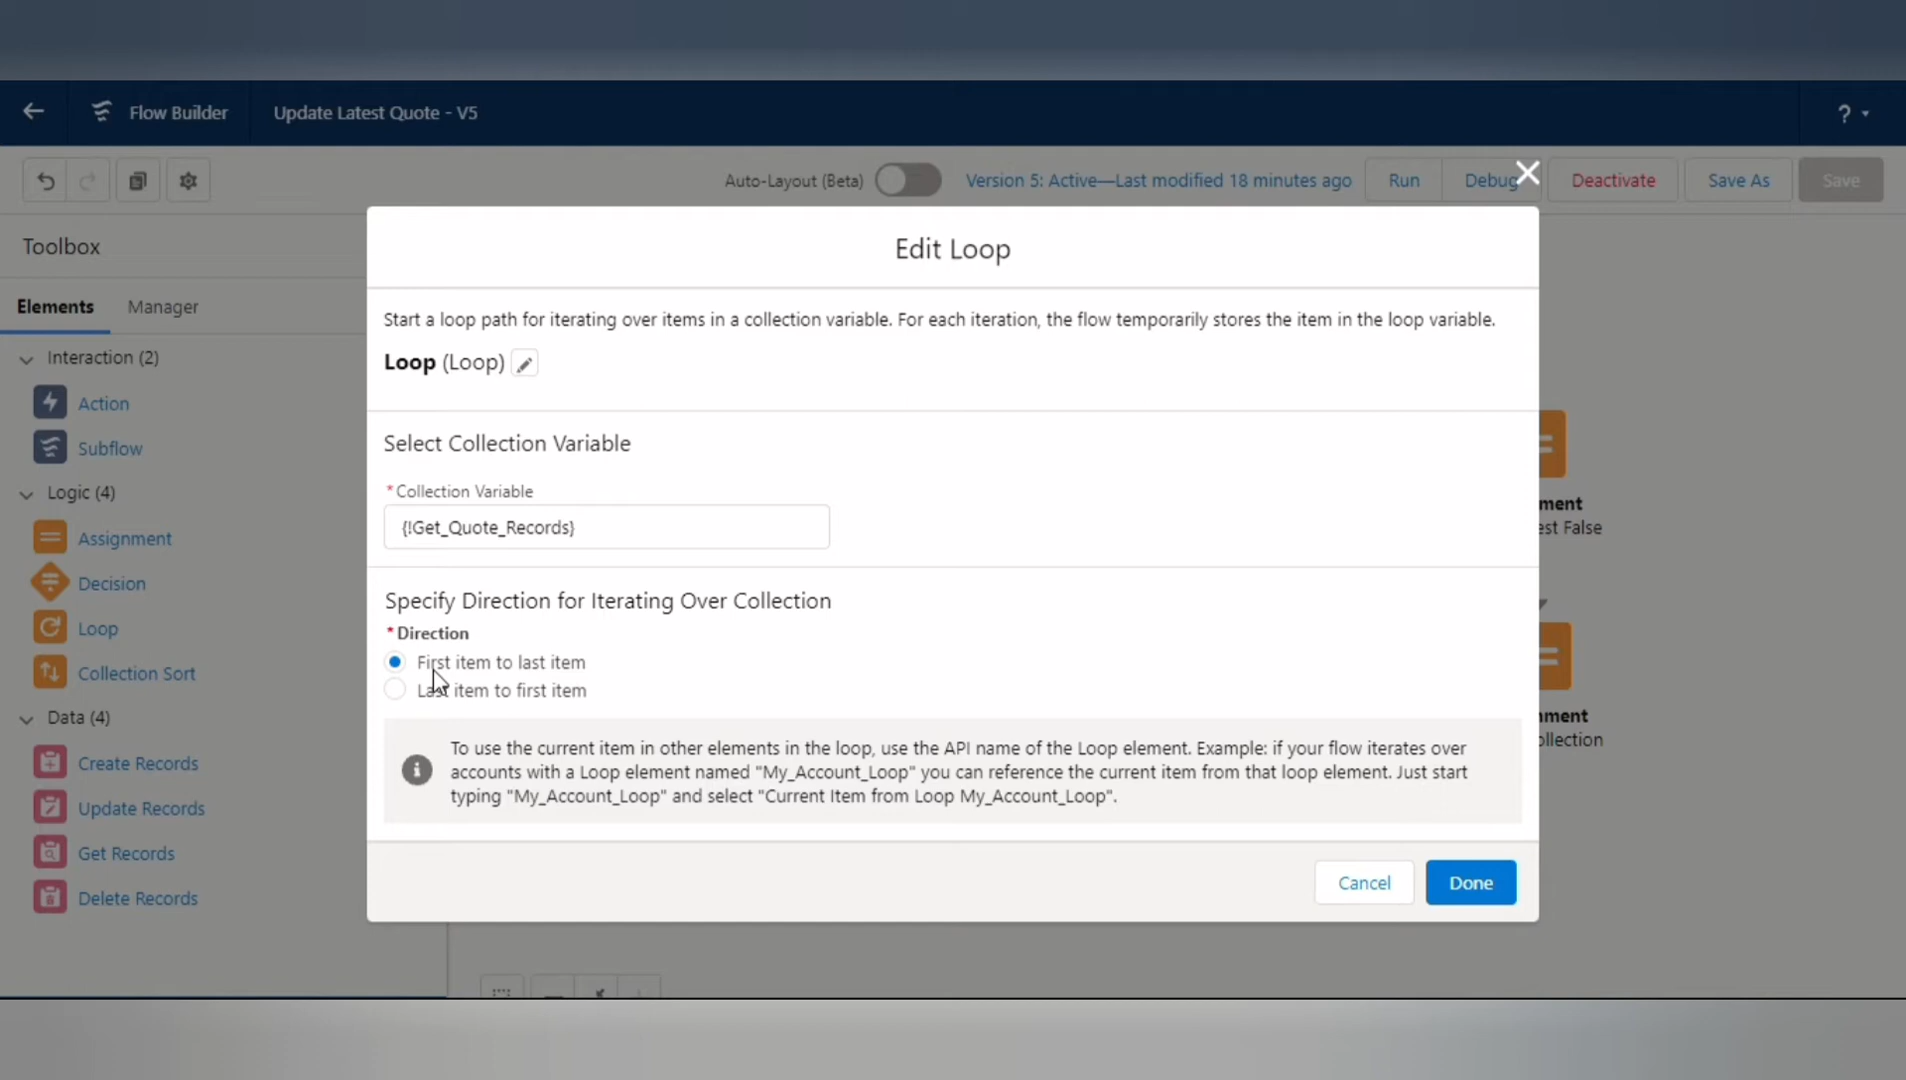 Flow Builder
Update Latest Quote - V5
?
Auto-Layout (Beta)
Version 5: Active—Last modified 18 minutes ago
Run
Debug
Deactivate
Save As
Save
Toolbox
Elements
Manager
Interaction (2)
Action
Subflow
Logic (4)
Assignment
Decision
Loop
Collection Sort
Data (4)
Create Records
Update Records
Get Records
Delete Records
Edit Loop
Start a loop path for iterating over items in a collection variable. For each iteration, the flow temporarily stores the item in the loop variable.
Loop (Loop)
Select Collection Variable
*Collection Variable
{!Get_Quote_Records}
Specify Direction for Iterating Over Collection
*Direction
First item to last item
Last item to first item
To use the current item in other elements in the loop, use the API name of the Loop element. Example: if your flow iterates over
accounts with a Loop element named "My_Account_Loop" you can reference the current item from that loop element. Just start
typing "My_Account_Loop" and select "Current Item from Loop My_Account_Loop".
Cancel
Done
ment
est False
nment
ollection